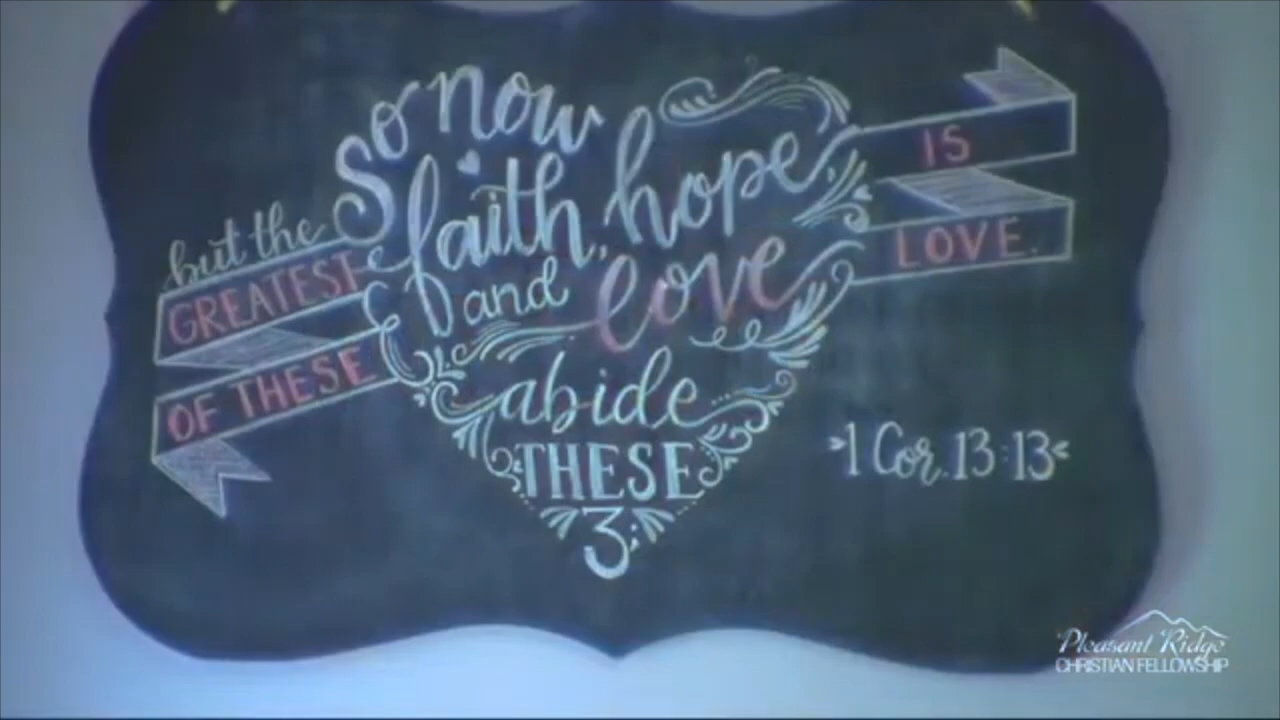 So now
faith, hope
and love
abide
THESE
3;
but the
GREATEST
OF THESE
IS
LOVE.
1 Cor. 13:13
Pleasant Ridge
CHRISTIAN FELLOWSHIP